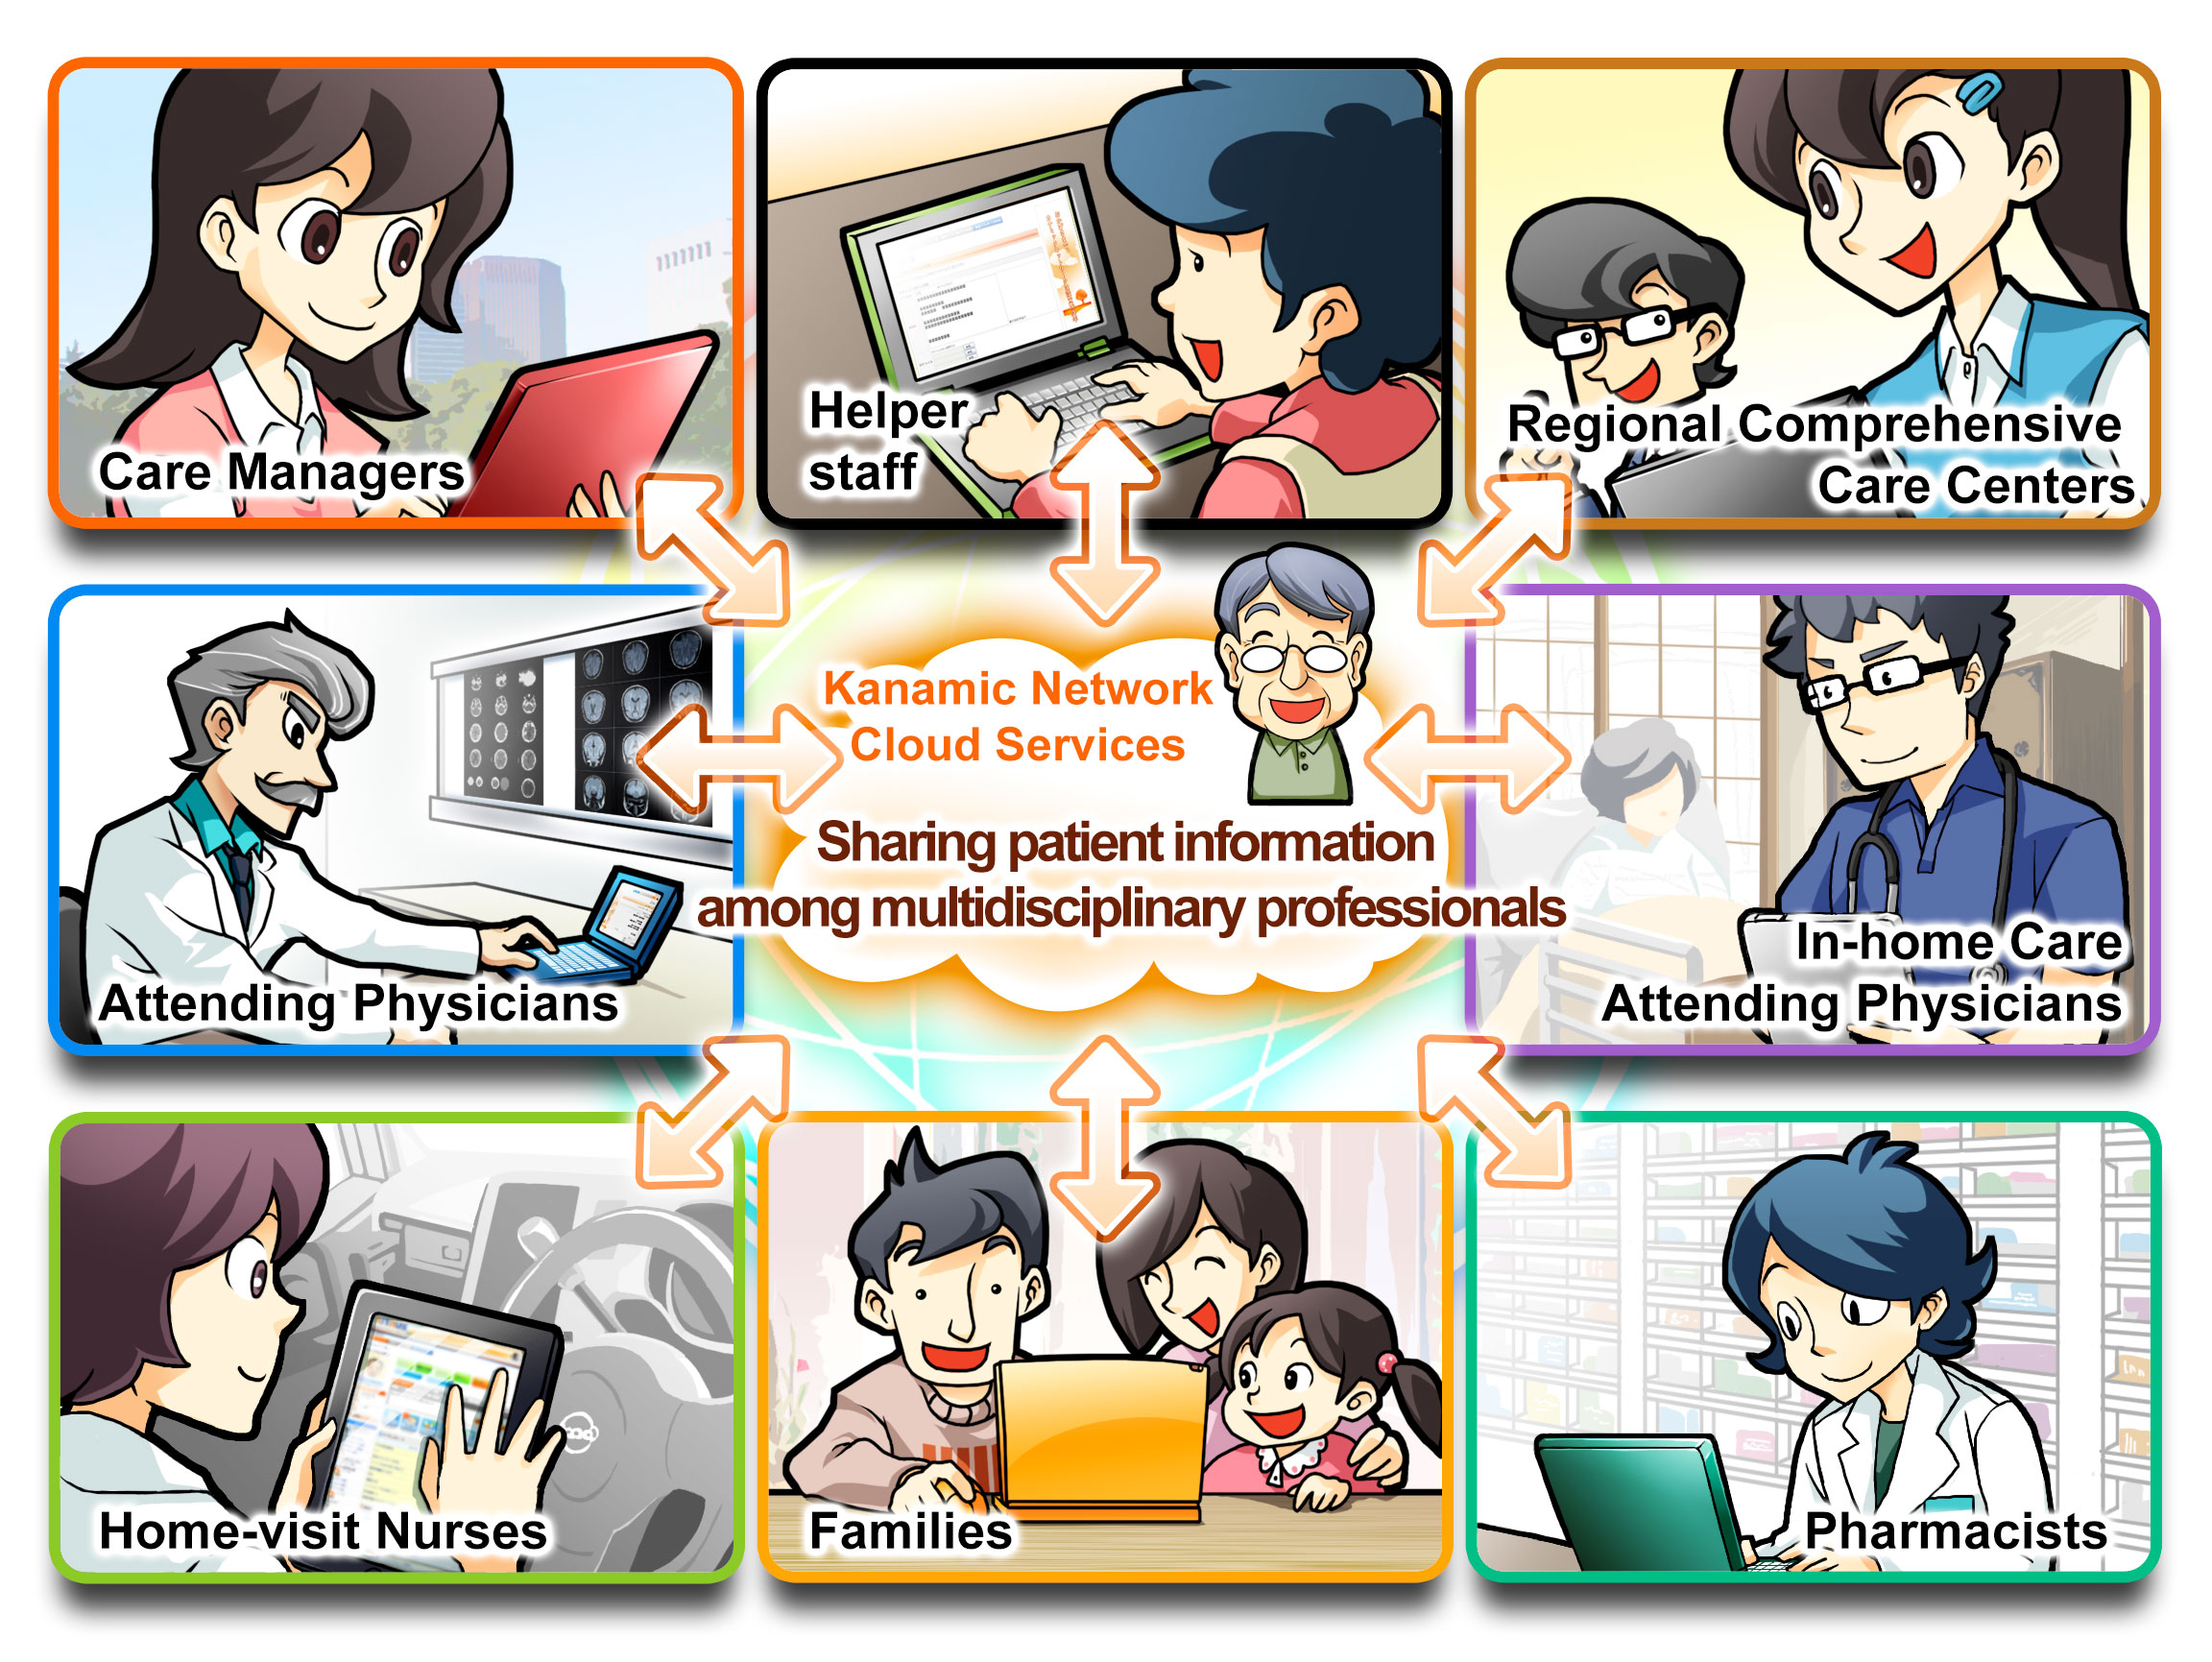 Care Managers
Helper
staff
Regional Comprehensive
Care Centers
Kanamic Network
Cloud Services
Sharing patient information
among multidisciplinary professionals
Attending Physicians
In-home Care
Attending Physicians
Home-visit Nurses
Families
Pharmacists